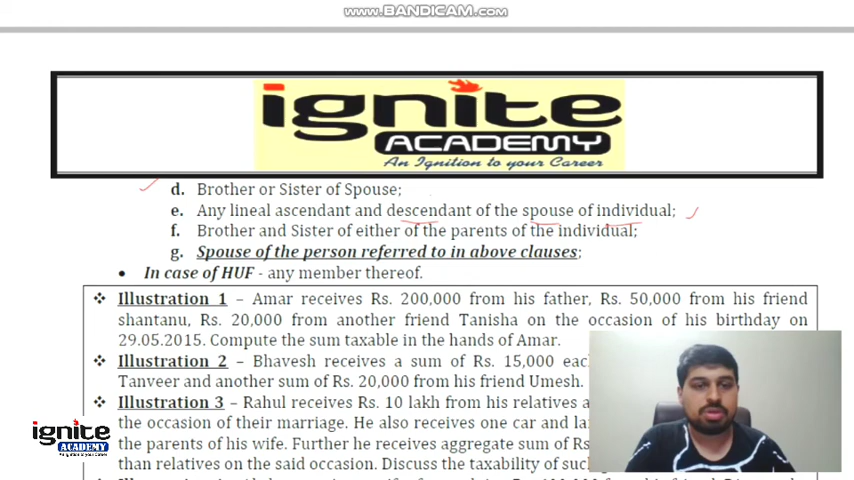 www.BANDICAM.com
ignite
ACADEMY
An Ignition to your Career
d. Brother or Sister of Spouse;
e. Any lineal ascendant and descendant of the spouse of individual;
f. Brother and Sister of either of the parents of the individual;
g. Spouse of the person referred to in above clauses;
• In case of HUF - any member thereof.
❖ Illustration 1 – Amar receives Rs. 200,000 from his father, Rs. 50,000 from his friend
shantanu, Rs. 20,000 from another friend Tanisha on the occasion of his birthday on
29.05.2015. Compute the sum taxable in the hands of Amar.
❖ Illustration 2 – Bhavesh receives a sum of Rs. 15,000
Tanveer and another sum of Rs. 20,000 from his friend Umesh.
❖ Illustration 3 – Rahul receives Rs. 10 lakh from his relatives
the occasion of their marriage. He also receives one car and
the parents of his wife. Further he receives aggregate sum of Rs
than relatives on the said occasion. Discuss the taxability of
ignite
ACADEMY